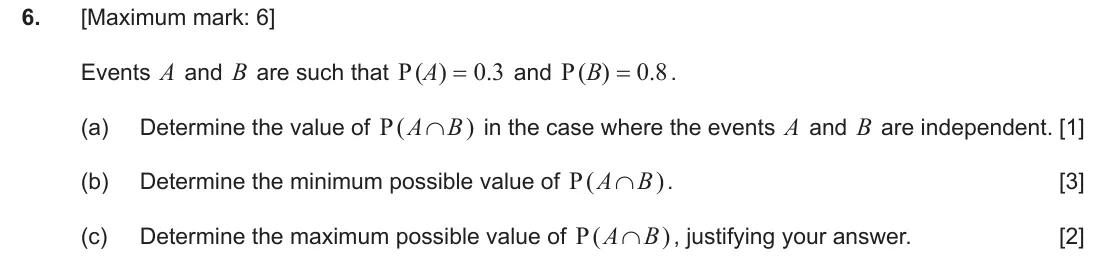 6. [Maximum mark: 6]
Events A and B are such that P(A) = 0.3 and P(B) = 0.8.
(a) Determine the value of P(A∩B) in the case where the events A and B are independent. [1]
(b) Determine the minimum possible value of P(A∩B). [3]
(c) Determine the maximum possible value of P(A∩B), justifying your answer. [2]